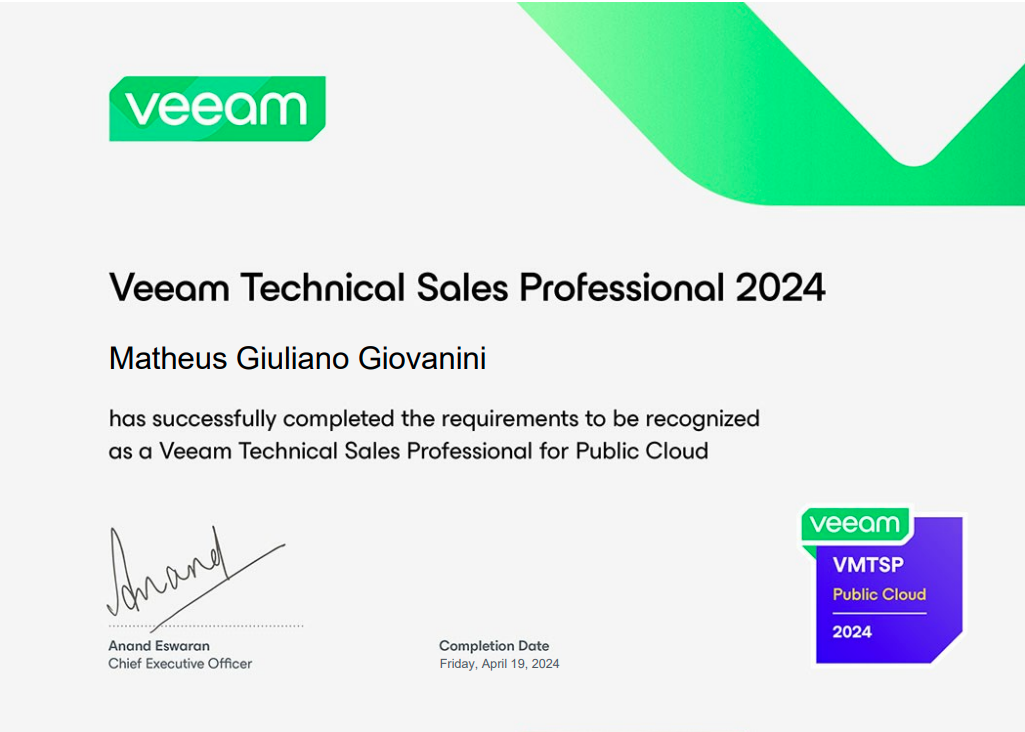 veeam
Veeam Technical Sales Professional 2024
Matheus Giuliano Giovanini
has successfully completed the requirements to be recognized
as a Veeam Technical Sales Professional for Public Cloud
Anand
Anand Eswaran
Chief Executive Officer
Completion Date
Friday, April 19, 2024
veeam
VMTSP
Public Cloud
2024